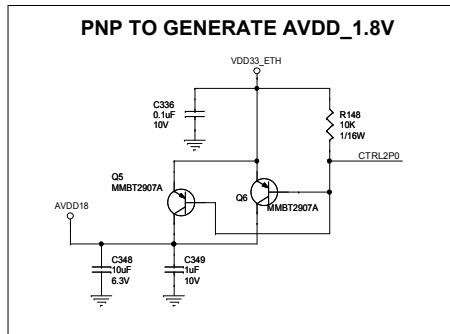 PNP TO GENERATE AVDD_1.8V
VDD33_ETH
C336
0.1uF
10V
R148
10K
1/16W
CTRL2P0
Q5
MMBT2907A
Q6
MMBT2907A
AVDD18
C348
10uF
6.3V
C349
1uF
10V